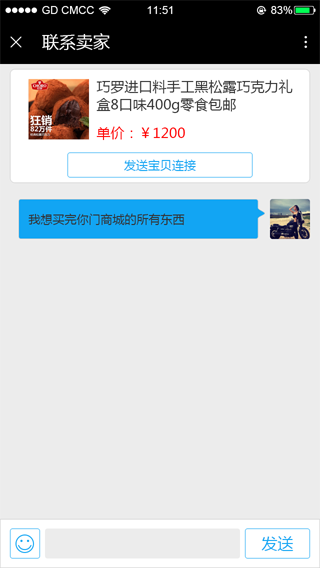 GD CMCC
11:51
83%
联系卖家
巧罗进口料手工黑松露巧克力礼
盒8口味400g零食包邮
狂销
82万件
单价：￥1200
发送宝贝连接
我想买完你门商城的所有东西
发送